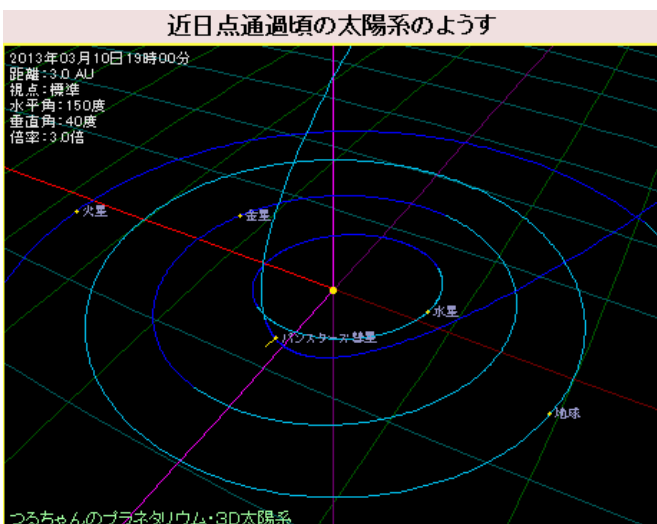 近日点通過頃の太陽系のようす
2013年03月10日19時00分
距離:3.0 AU
視点:標準
水平角:150度
垂直角:40度
倍率:3.0倍
火星
金星
水星
パンスターズ彗星
地球
つるちゃんのプラネタリウム・3D太陽系